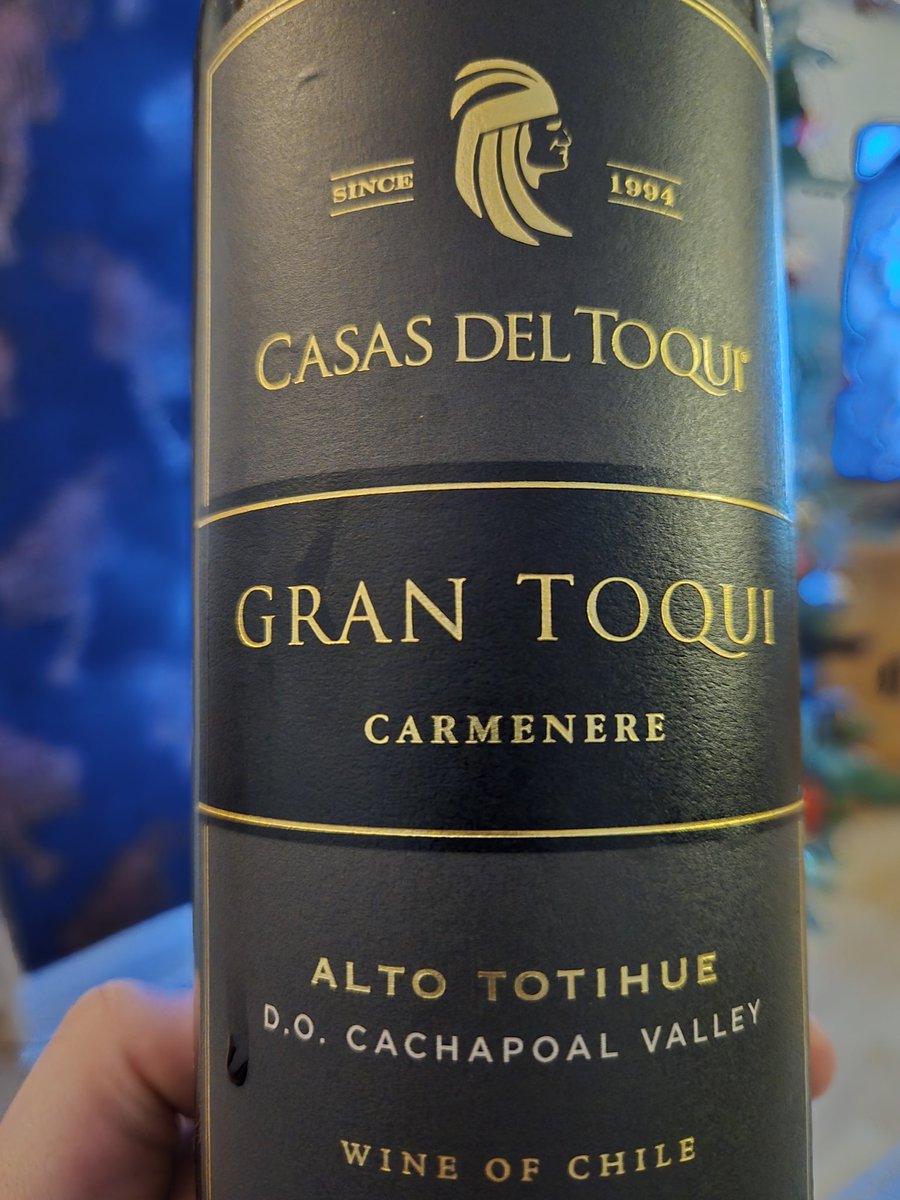 SINCE 1994
CASAS DEL TOQUI®
GRAN TOQUI
CARMENERE
ALTO TOTIHUE
D.O. CACHAPOAL VALLEY
WINE OF CHILE